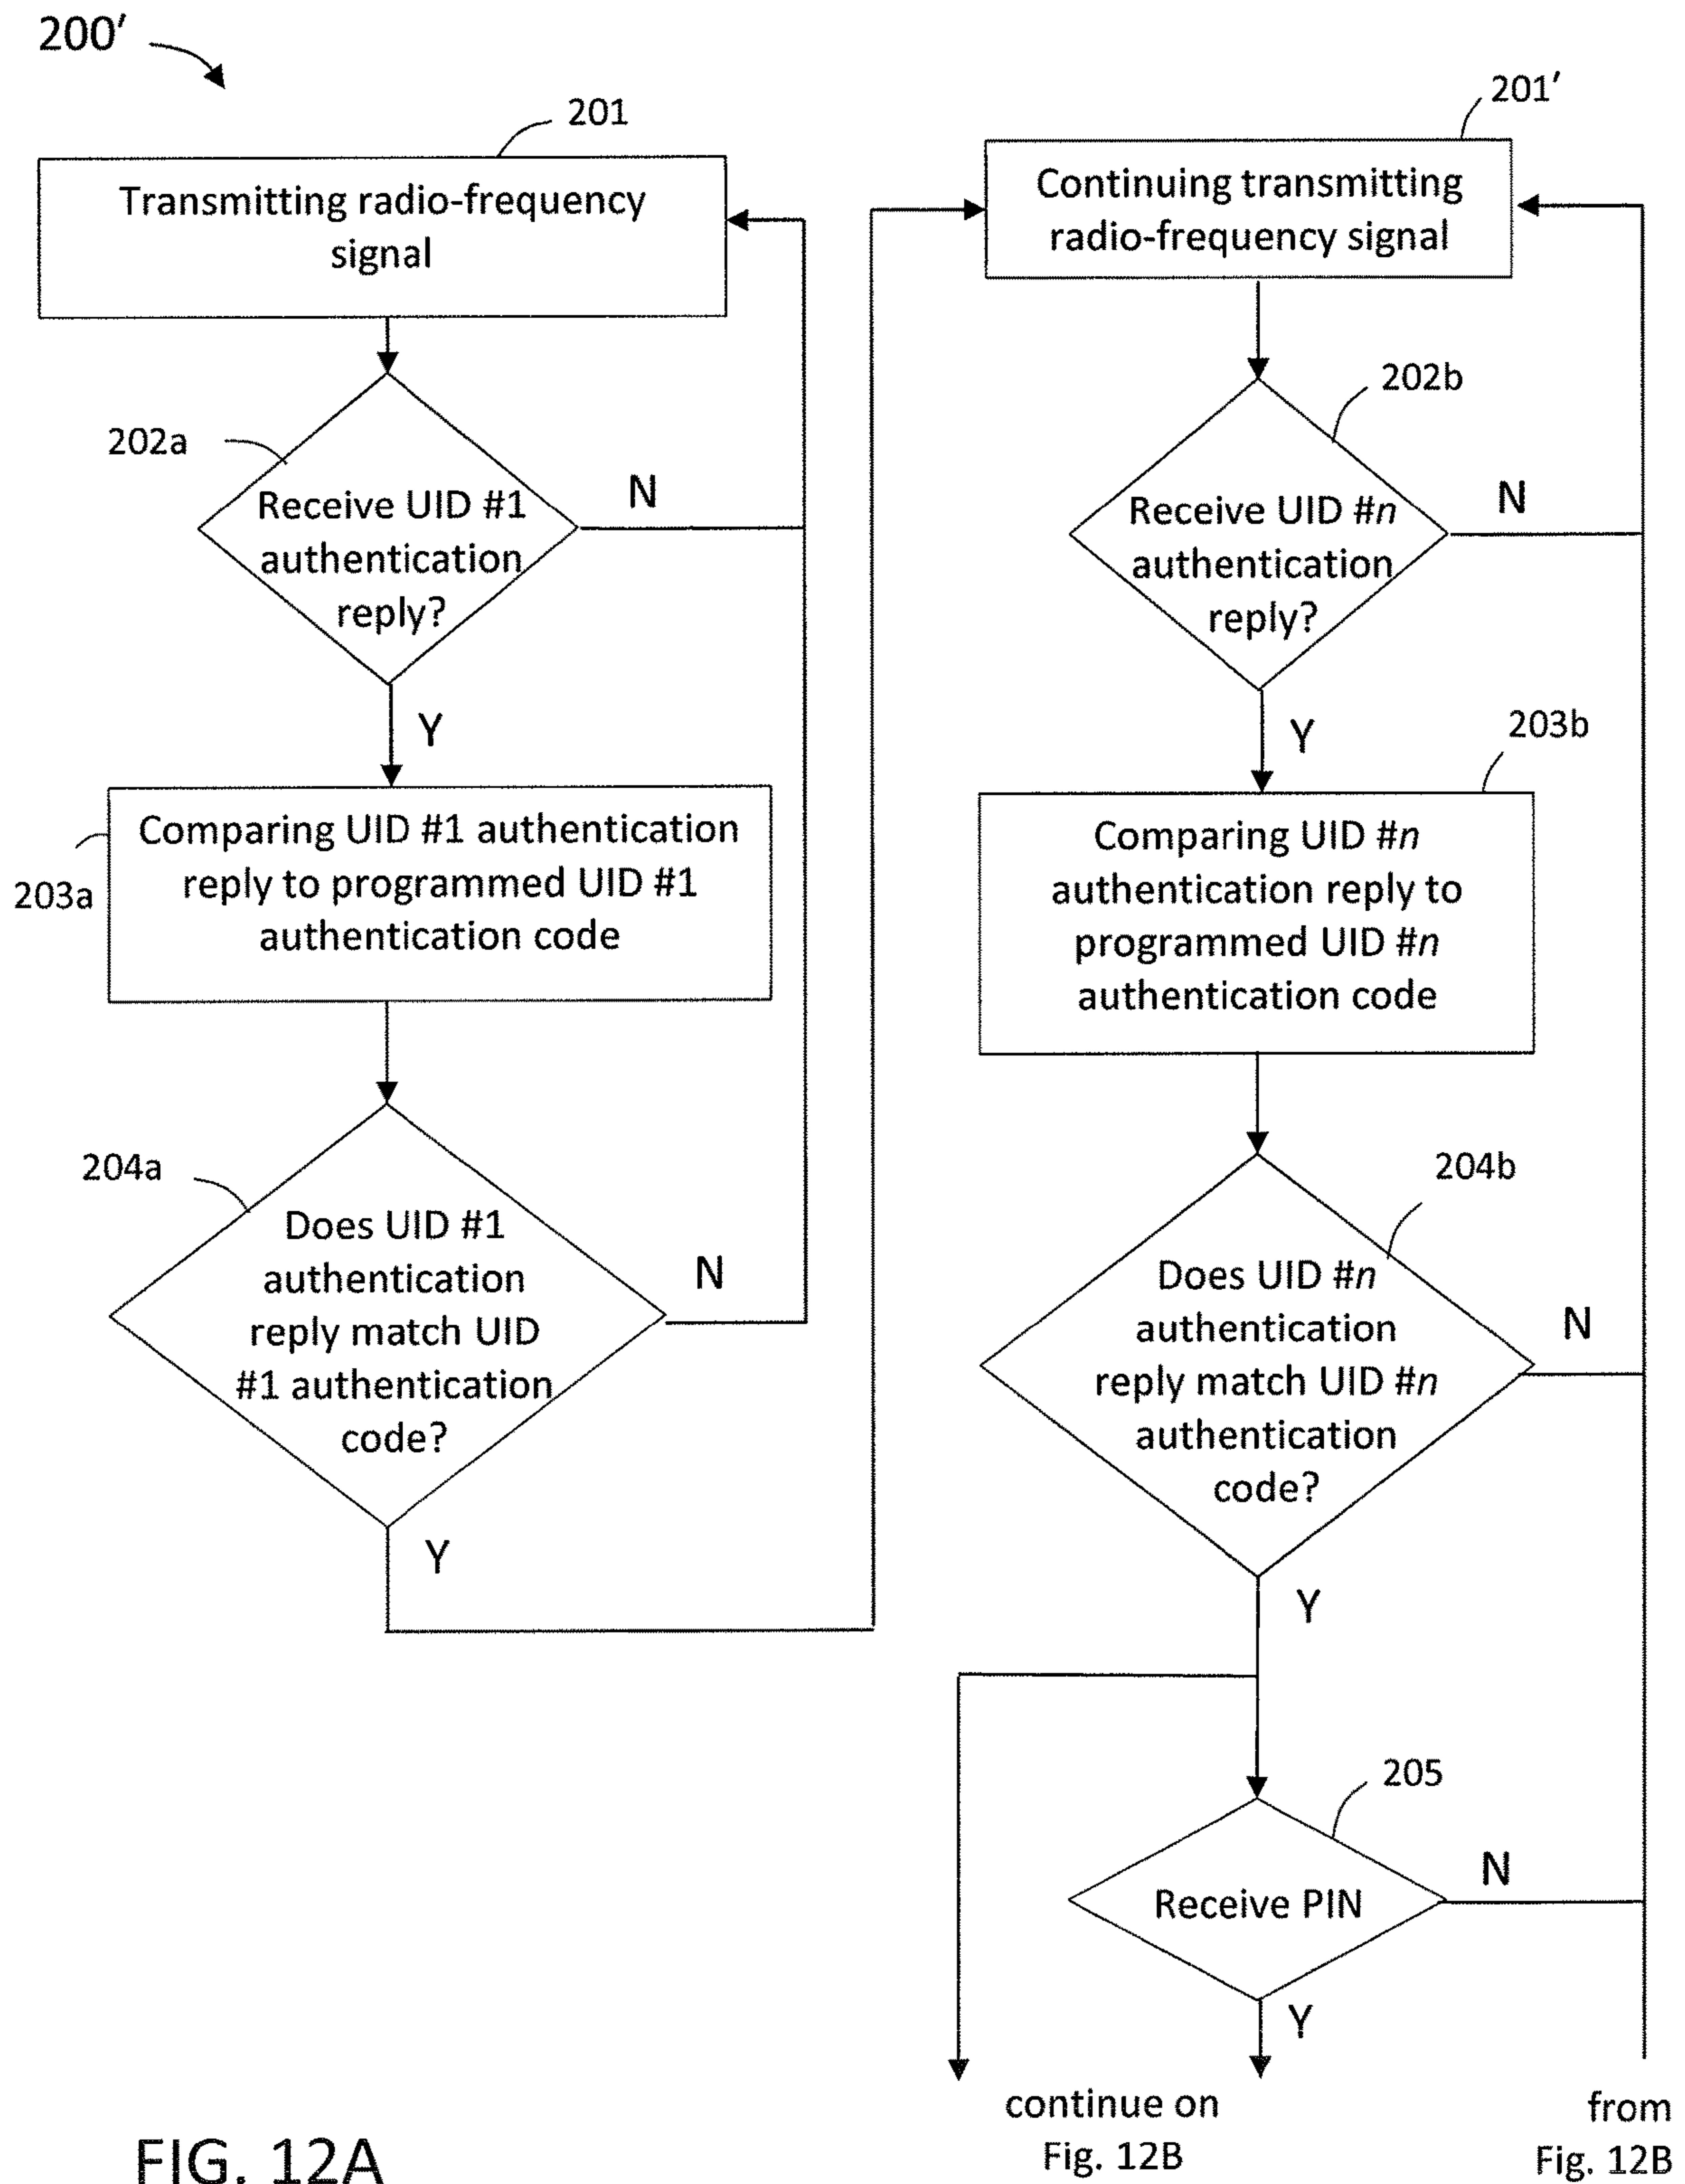 200′
201
Transmitting radio-frequency
signal
202a
Receive UID #1
authentication
reply?
N
Y
203a
Comparing UID #1 authentication
reply to programmed UID #1
authentication code
204a
Does UID #1
authentication
reply match UID
#1 authentication
code?
N
Y
201′
Continuing transmitting
radio-frequency signal
202b
Receive UID #n
authentication
reply?
N
Y
203b
Comparing UID #n
authentication reply to
programmed UID #n
authentication code
204b
Does UID #n
authentication
reply match UID #n
authentication
code?
N
Y
205
Receive PIN
N
Y
continue on
Fig. 12B
from
Fig. 12B
FIG. 12A